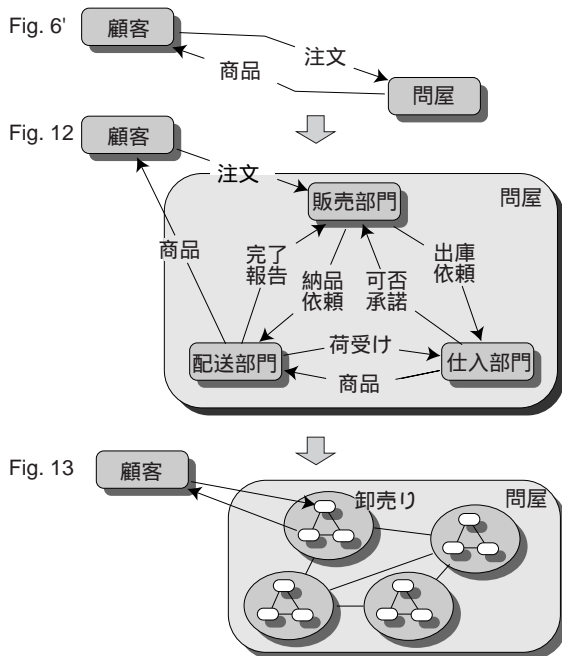 Fig. 6'
顧客
注文
商品
問屋
Fig. 12
顧客
注文
問屋
販売部門
商品
完了
報告
納品
依頼
可否
承諾
出庫
依頼
荷受け
配送部門
仕入部門
商品
Fig. 13
顧客
卸売り
問屋